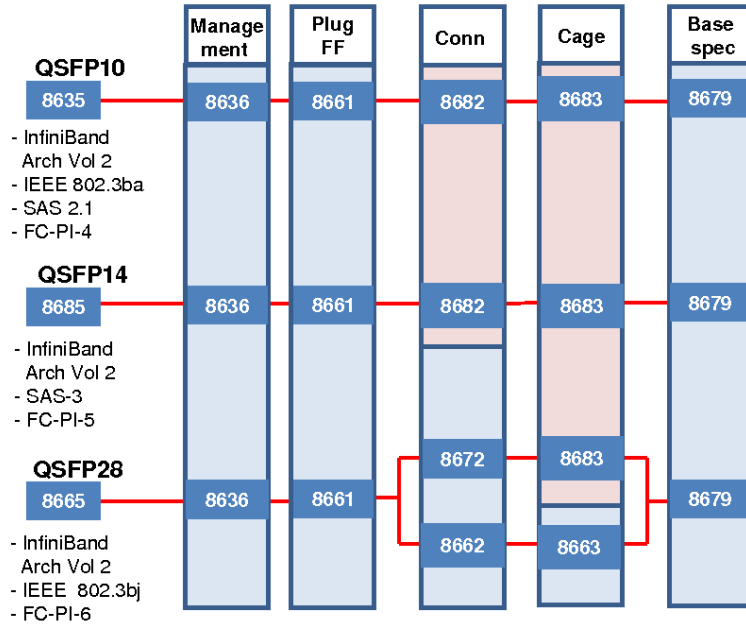 Manage
ment
Plug
FF
Conn
Cage
Base
spec
QSFP10
8635
8636
8661
8682
8683
8679
- InfiniBand
Arch Vol 2
- IEEE 802.3ba
- SAS 2.1
- FC-PI-4
QSFP14
8685
8636
8661
8682
8683
8679
- InfiniBand
Arch Vol 2
- SAS-3
- FC-PI-5
QSFP28
8672
8683
8665
8636
8661
8679
8662
8663
- InfiniBand
Arch Vol 2
- IEEE 802.3bj
- FC-PI-6